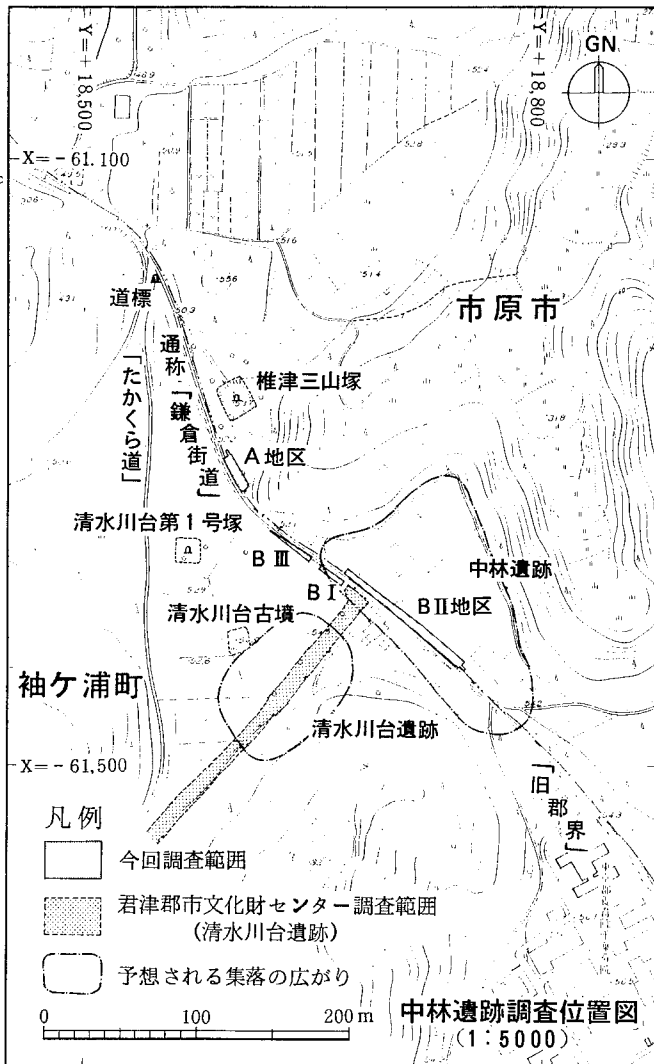 Y=+18,500
Y=+18,800
GN
X=-61.100
道標
市原市
「たかくら道」
通称「鎌倉街道」
椎津三山塚
A地区
清水川台第1号塚
BⅢ
BⅠ
中林遺跡
BⅡ地区
清水川台古墳
袖ケ浦町
清水川台遺跡
X=-61,500
「旧郡界」
凡例
今回調査範囲
君津郡市文化財センター調査範囲
(清水川台遺跡)
予想される集落の広がり
0 100 200m
中林遺跡調査位置図
(1:5000)